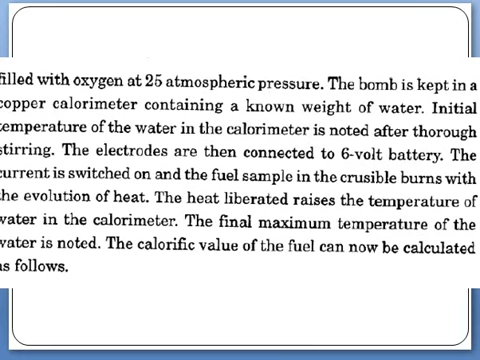 filled with oxygen at 25 atmospheric pressure. The bomb is kept in a
copper calorimeter containing a known weight of water. Initial
temperature of the water in the calorimeter is noted after thorough
stirring. The electrodes are then connected to 6-volt battery. The
current is switched on and the fuel sample in the crusible burns with
the evolution of heat. The heat liberated raises the temperature of
water in the calorimeter. The final maximum temperature of the
water is noted. The calorific value of the fuel can now be calculated
as follows.